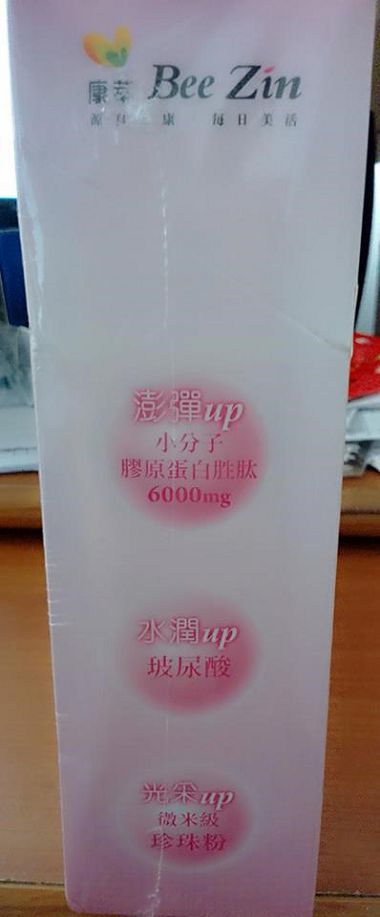 康萃 Bee Zin
源自健康 每日美活
澎彈up
小分子
膠原蛋白胜肽
6000mg
水潤up
玻尿酸
光采up
微米級
珍珠粉